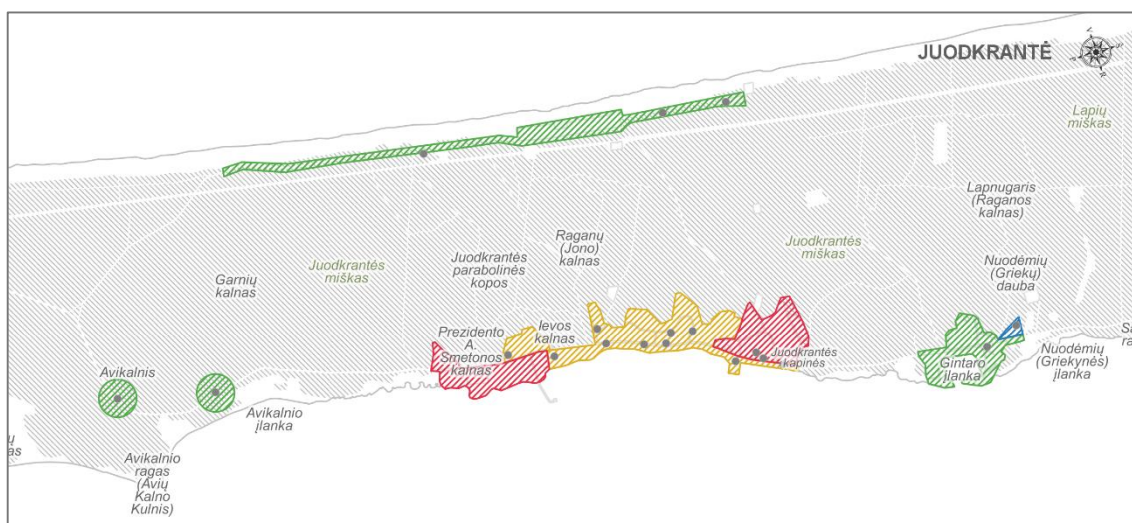 JUODKRANTĖ
Lapių
miškas
Lapnugaris
(Raganos
kalnas)
Raganų
(Jono)
kalnas
Juodkrantės
miškas
Juodkrantės
parabolinės
kopos
Juodkrantės
miškas
Garnių
kalnas
Nuodėmių
(Griekų)
dauba
Ievos
kalnas
Prezidento
A.
Smetonos
kalnas
Juodkrantės
kapinės
Gintaro
įlanka
Nuodėmių
(Griekynės)
įlanka
Avikalnis
Avikalnio
įlanka
Avikalnio
ragas
(Avių
Kalno
Kulnis)